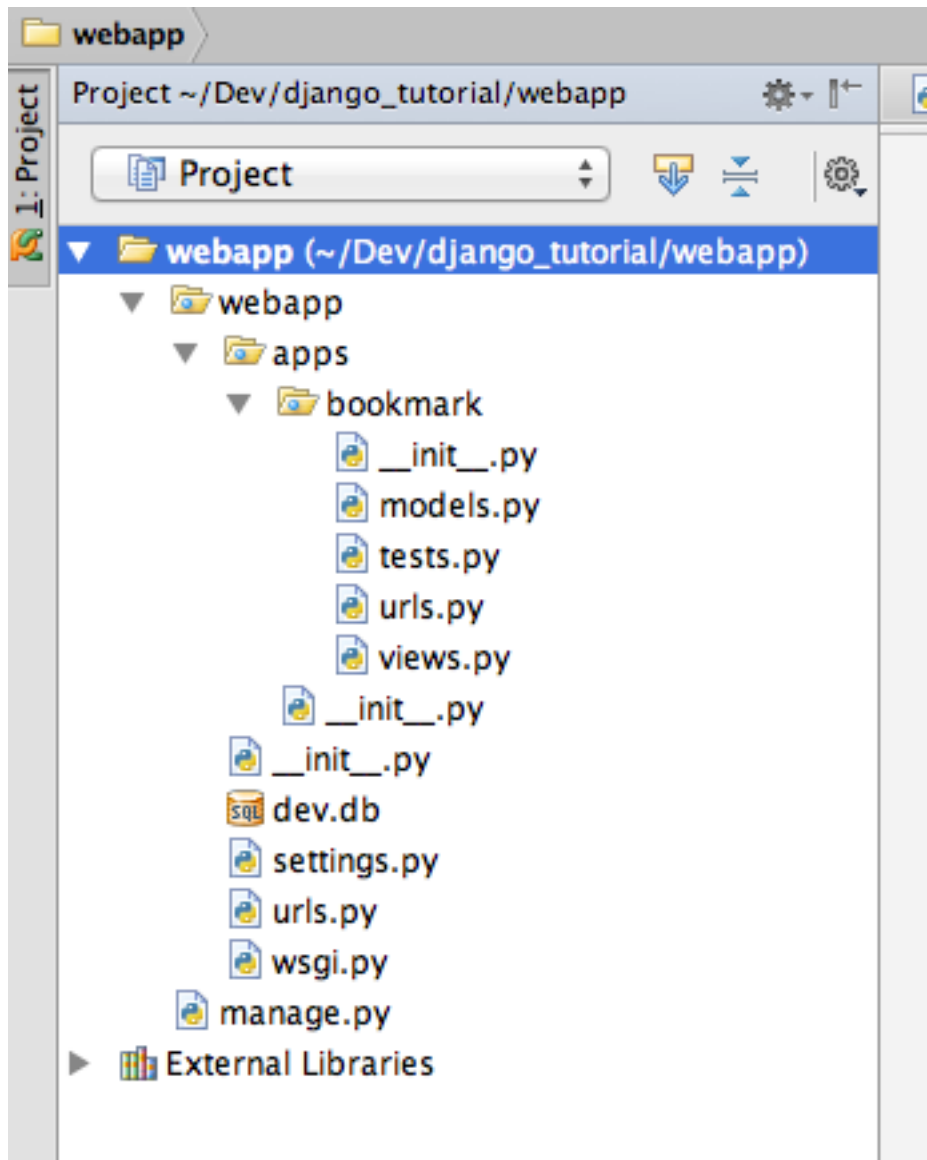 webapp
1: Project
Project ~/Dev/django_tutorial/webapp
Project
webapp (~/Dev/django_tutorial/webapp)
webapp
apps
bookmark
__init__.py
models.py
tests.py
urls.py
views.py
__init__.py
__init__.py
SQL dev.db
settings.py
urls.py
wsgi.py
manage.py
External Libraries